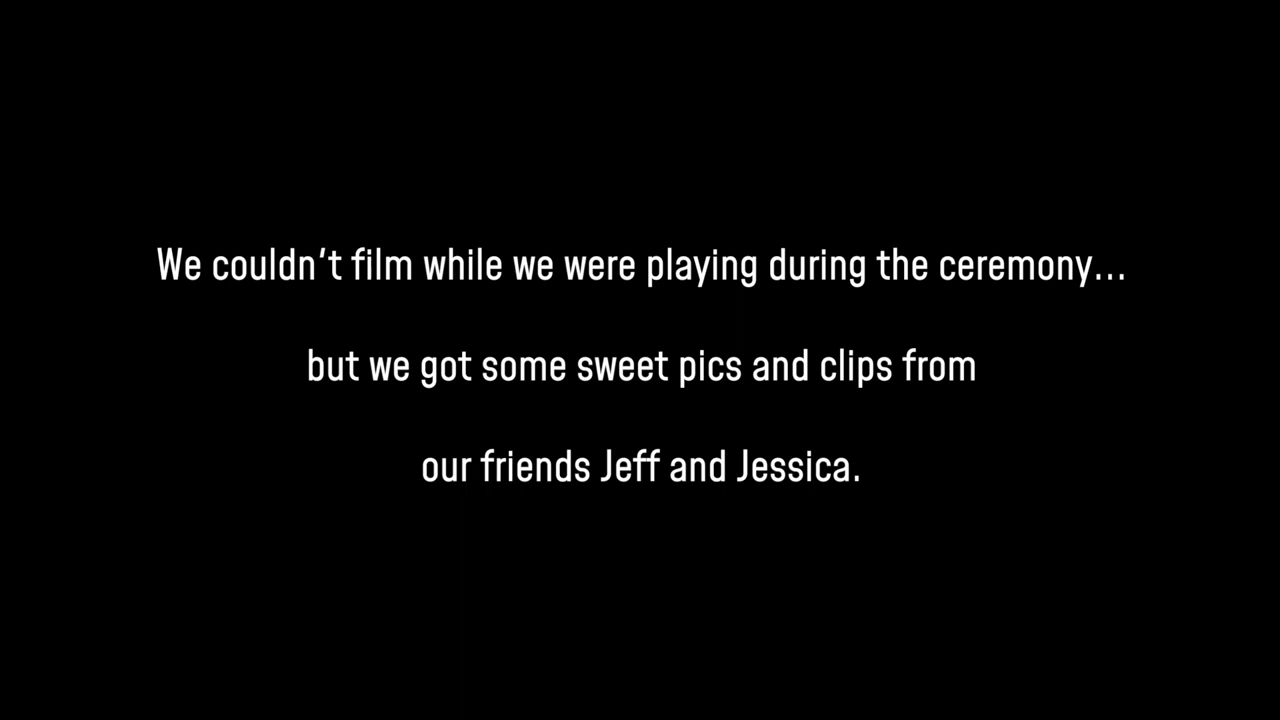 We couldn't film while we were playing during the ceremony...
but we got some sweet pics and clips from
our friends Jeff and Jessica.